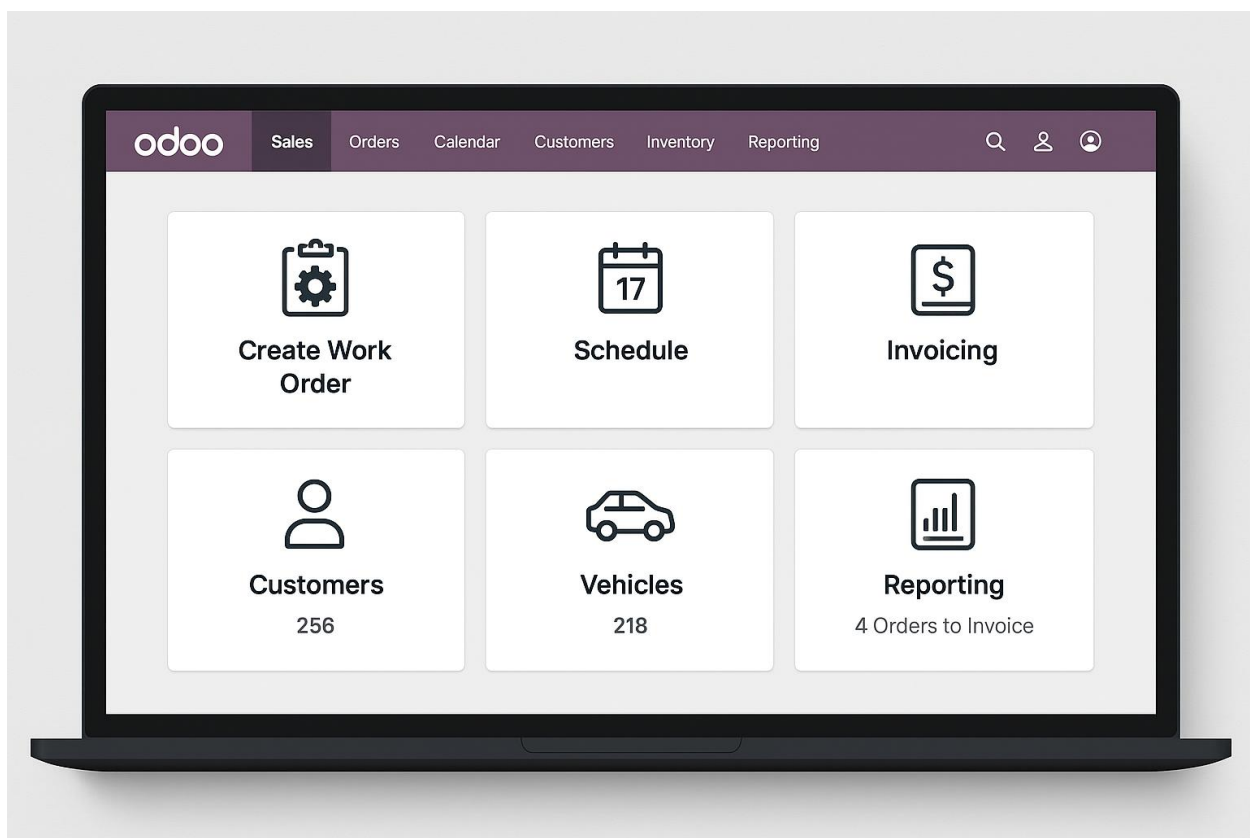 odoo
Sales
Orders
Calendar
Customers
Inventory
Reporting
17
$
Create Work
Order
Schedule
Invoicing
Customers
256
Vehicles
218
Reporting
4 Orders to Invoice